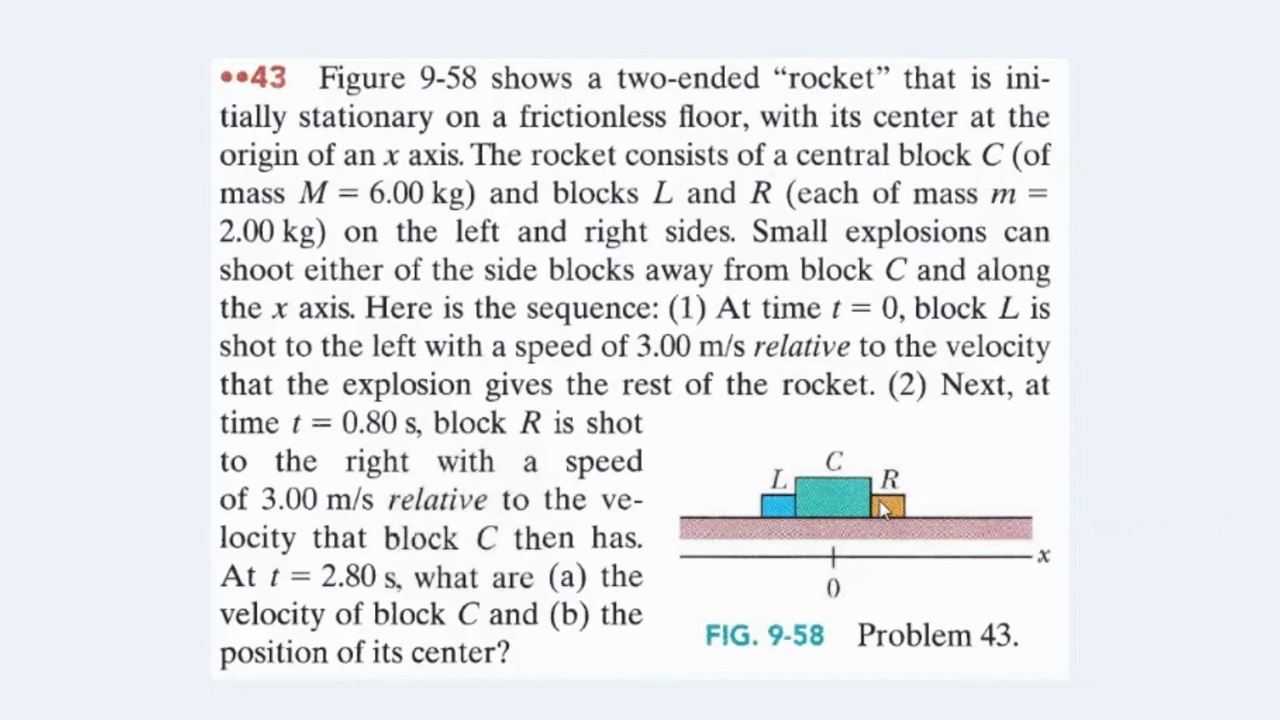 ••43 Figure 9-58 shows a two-ended “rocket” that is ini-
tially stationary on a frictionless floor, with its center at the
origin of an x axis. The rocket consists of a central block C (of
mass M = 6.00 kg) and blocks L and R (each of mass m =
2.00 kg) on the left and right sides. Small explosions can
shoot either of the side blocks away from block C and along
the x axis. Here is the sequence: (1) At time t = 0, block L is
shot to the left with a speed of 3.00 m/s relative to the velocity
that the explosion gives the rest of the rocket. (2) Next, at
time t = 0.80 s, block R is shot
to the right with a speed
of 3.00 m/s relative to the ve-
locity that block C then has.
At t = 2.80 s, what are (a) the
velocity of block C and (b) the
position of its center?
C
L R
x
0
FIG. 9-58 Problem 43.